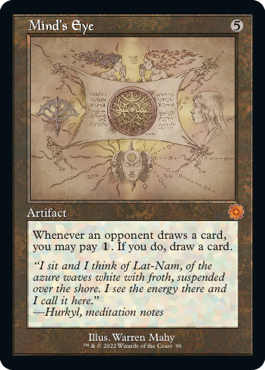 Mind's Eye 5
Artifact
Whenever an opponent draws a card,
you may pay 1. If you do, draw a card.
“I sit and I think of Lat-Nam, of the
azure waves white with froth, suspended
over the shore. I see the energy there and
I call it here.”
—Hurkyl, meditation notes
Illus. Warren Mahy
™ & © 2022 Wizards of the Coast 96